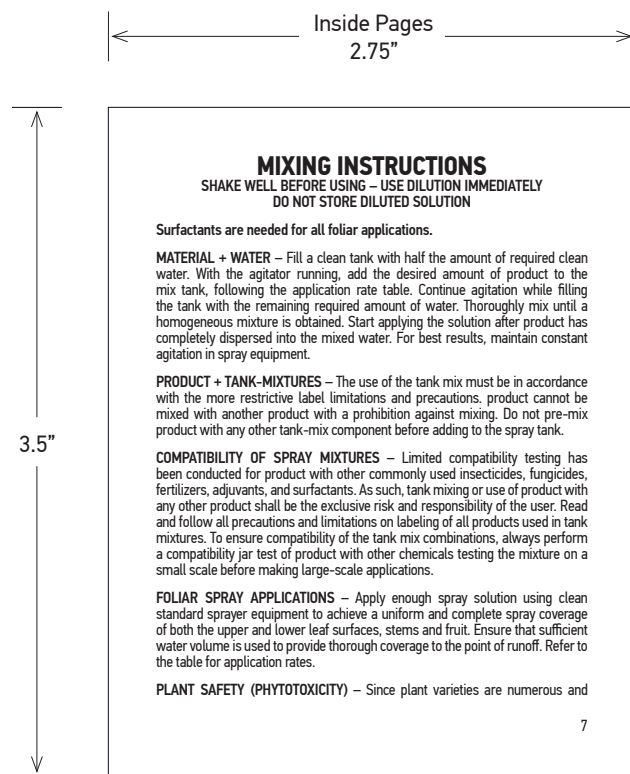 Inside Pages
2.75”
3.5”
MIXING INSTRUCTIONS
SHAKE WELL BEFORE USING – USE DILUTION IMMEDIATELY
DO NOT STORE DILUTED SOLUTION
Surfactants are needed for all foliar applications.
MATERIAL + WATER – Fill a clean tank with half the amount of required clean
water. With the agitator running, add the desired amount of product to the
mix tank, following the application rate table. Continue agitation while filling
the tank with the remaining required amount of water. Thoroughly mix until a
homogeneous mixture is obtained. Start applying the solution after product has
completely dispersed into the mixed water. For best results, maintain constant
agitation in spray equipment.
PRODUCT + TANK-MIXTURES – The use of the tank mix must be in accordance
with the more restrictive label limitations and precautions. product cannot be
mixed with another product with a prohibition against mixing. Do not pre-mix
product with any other tank-mix component before adding to the spray tank.
COMPATIBILITY OF SPRAY MIXTURES – Limited compatibility testing has
been conducted for product with other commonly used insecticides, fungicides,
fertilizers, adjuvants, and surfactants. As such, tank mixing or use of product with
any other product shall be the exclusive risk and responsibility of the user. Read
and follow all precautions and limitations on labeling of all products used in tank
mixtures. To ensure compatibility of the tank mix combinations, always perform
a compatibility jar test of product with other chemicals testing the mixture on a
small scale before making large-scale applications.
FOLIAR SPRAY APPLICATIONS – Apply enough spray solution using clean
standard sprayer equipment to achieve a uniform and complete spray coverage
of both the upper and lower leaf surfaces, stems and fruit. Ensure that sufficient
water volume is used to provide thorough coverage to the point of runoff. Refer to
the table for application rates.
PLANT SAFETY (PHYTOTOXICITY) – Since plant varieties are numerous and
7